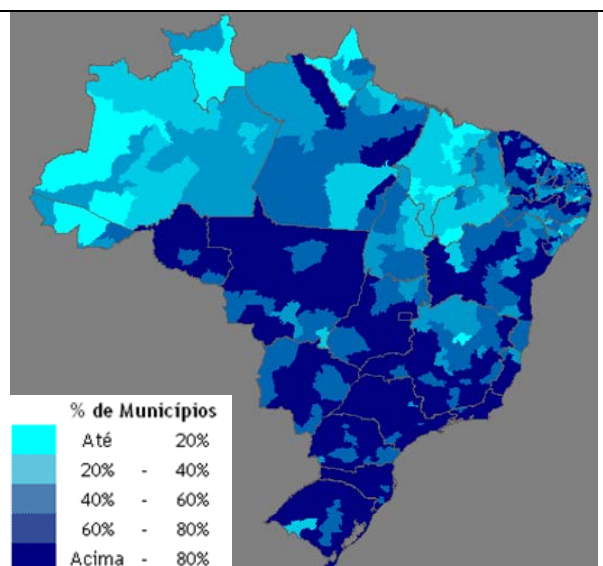 % de Municípios
Até 20%
20% - 40%
40% - 60%
60% - 80%
Acima - 80%